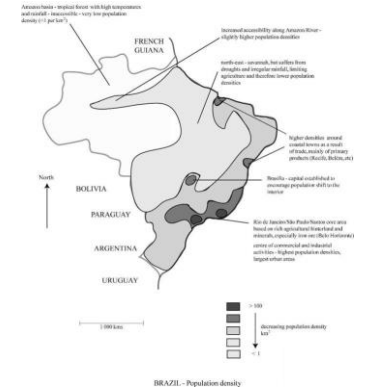 Amazon basin - tropical forest with high temperatures
and rainfall - inaccessible - very low population
density (<1 per km²)
increased accessibility along Amazon River -
slightly higher population densities
FRENCH
GUIANA
north-east - savannah, but suffers from
droughts and irregular rainfall, limiting
agriculture and therefore lower population
densities
higher densities around
coastal towns as a result
of trade, mainly of primary
products (Recife, Belém, etc)
North
BOLIVIA
Brasilia - capital established to
encourage population shift to the
interior
PARAGUAY
Rio de Janeiro/São Paulo/Santos core area
based on rich agricultural hinterland and
minerals, especially iron ore (Belo Horizonte)
centre of commercial and industrial
activities - highest population densities,
largest urban areas
ARGENTINA
URUGUAY
1 000 kms
> 100
decreasing population density
km²
< 1
BRAZIL - Population density